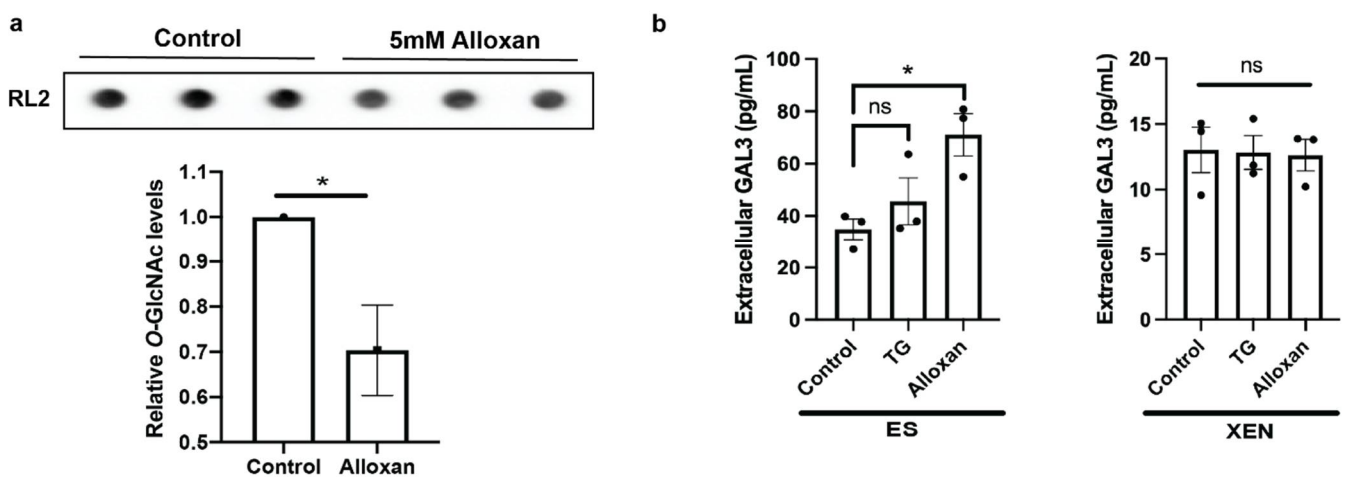 a
Control
5mM Alloxan
RL2
Relative O-GlcNAc levels
1.1
1.0
0.9
0.8
0.7
0.6
0.5
*
Control
Alloxan
b
Extracellular GAL3 (pg/mL)
100
80
60
40
20
0
*
ns
Control
TG
Alloxan
ES
Extracellular GAL3 (pg/mL)
20
15
10
5
0
ns
Control
TG
Alloxan
XEN